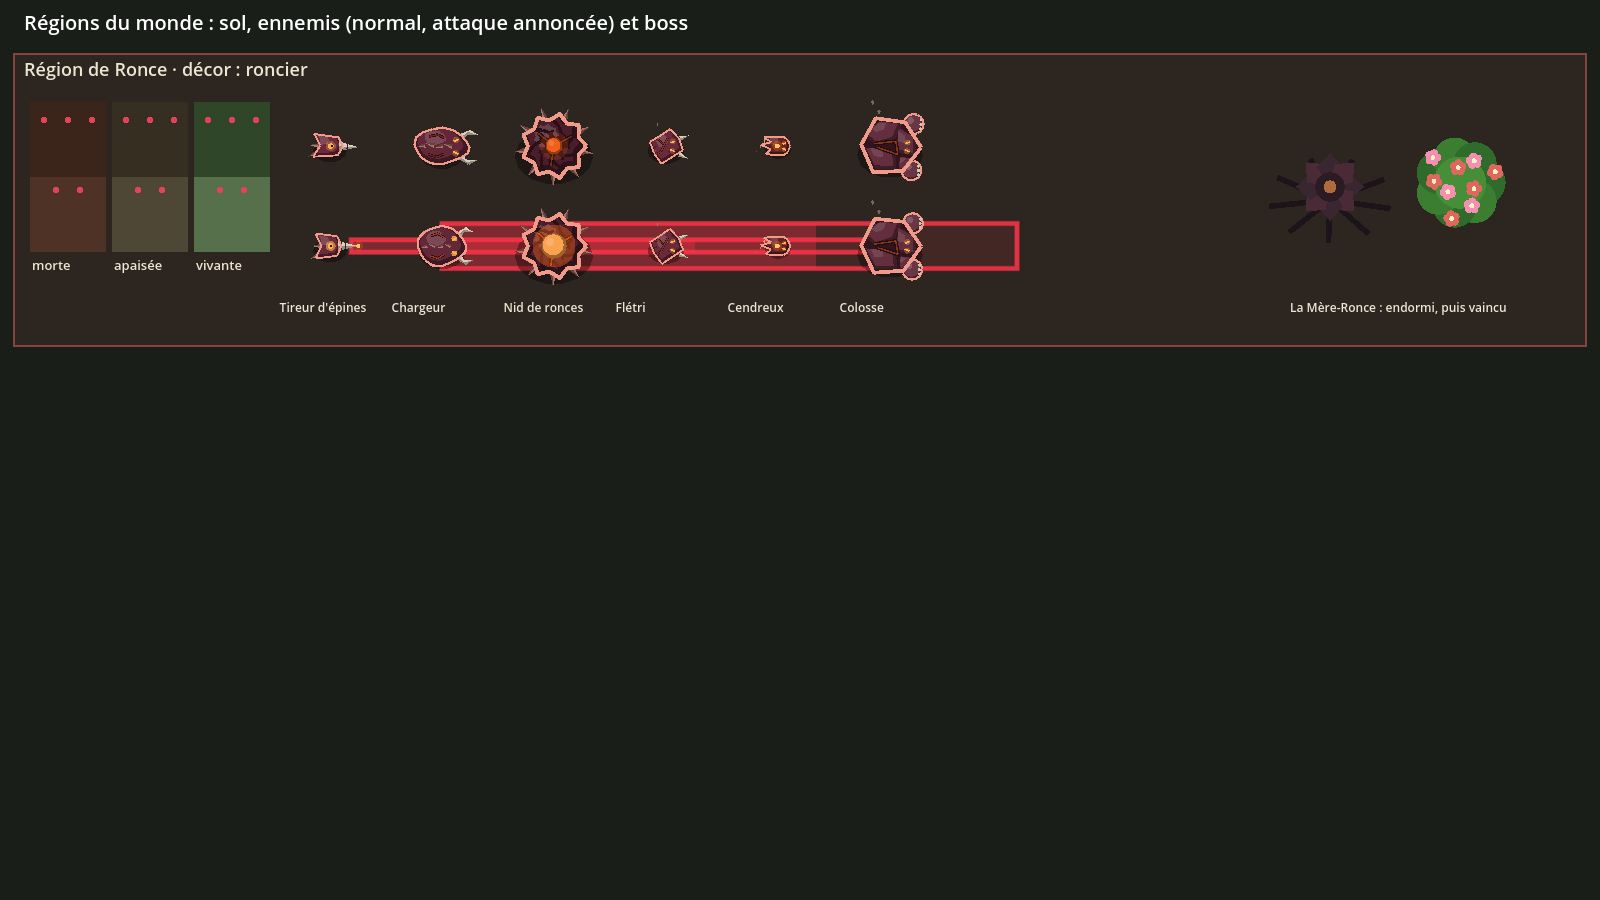 Régions du monde : sol, ennemis (normal, attaque annoncée) et boss
Région de Ronce · décor : roncier
morte
apaisée
vivante
Tireur d'épines
Chargeur
Nid de ronces
Flétri
Cendreux
Colosse
La Mère-Ronce : endormi, puis vaincu